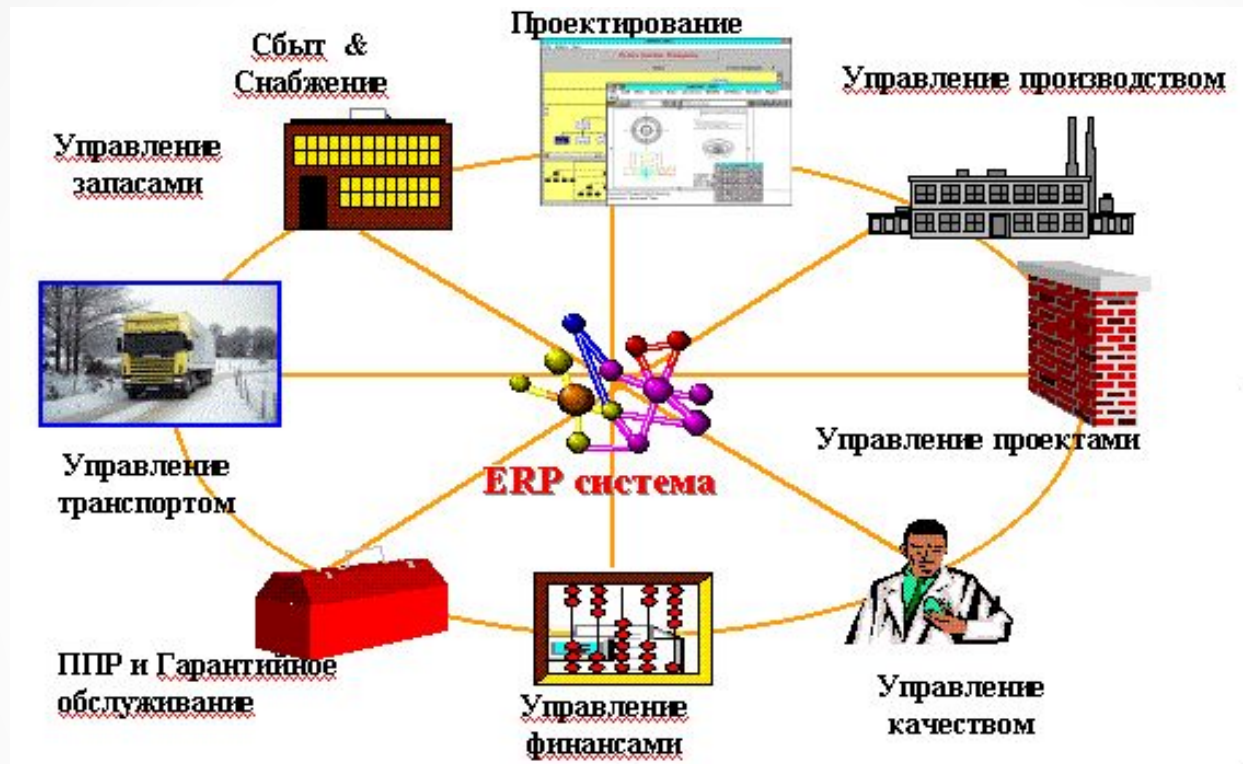 Проектирование
Сбыт &
Снабжение
Управление производством
Управление
запасами
Управление проектами
Управление
транспортом
ERP система
ППР и Гарантийное
обслуживание
Управление
финансами
Управление
качеством